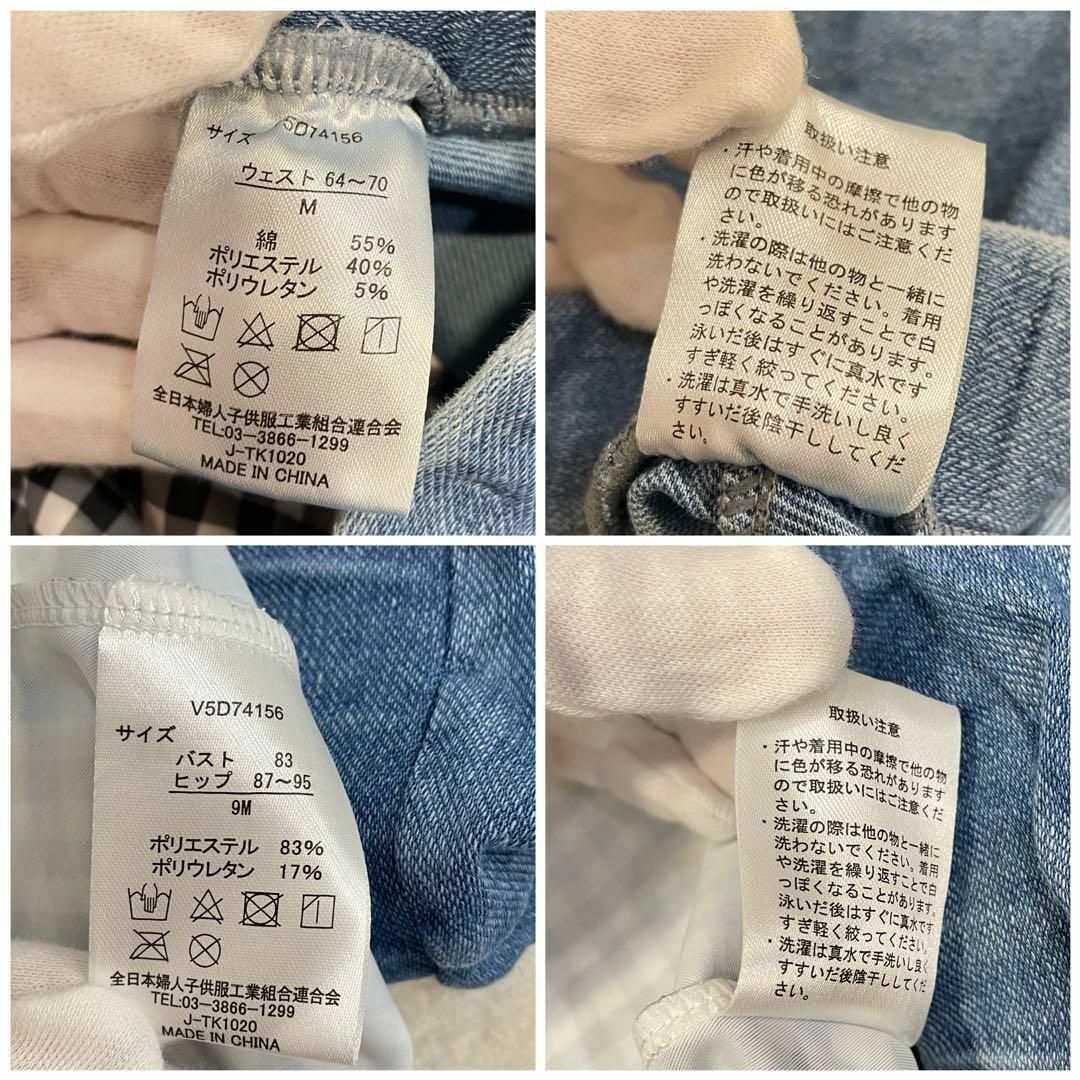 5D74156
サイズ
ウェスト 64～70
M
綿 55%
ポリエステル 40%
ポリウレタン 5%
全日本婦人子供服工業組合連合会
TEL:03-3866-1299
J-TK1020
MADE IN CHINA
取扱い注意
・汗や着用中の摩擦で他の物
に色が移る恐れがあります
ので取扱いにはご注意くだ
さい。
・洗濯の際は他の物と一緒に
洗わないでください。着用
や洗濯を繰り返すことで白
っぽくなることがあります。
泳いだ後はすぐに真水です
すぎ軽く絞ってください。
・洗濯は真水で手洗いし良く
すすいだ後陰干ししてくだ
さい。
V5D74156
サイズ
バスト 83
ヒップ 87～95
9M
ポリエステル 83%
ポリウレタン 17%
全日本婦人子供服工業組合連合会
TEL:03-3866-1299
J-TK1020
MADE IN CHINA
取扱い注意
・汗や着用中の摩擦で他の物
に色が移る恐れがあります
ので取扱いにはご注意くだ
さい。
・洗濯の際は他の物と一緒に
洗わないでください。着用
や洗濯を繰り返すことで白
っぽくなることがあります。
泳いだ後はすぐに真水です
すぎ軽く絞ってください。
・洗濯は真水で手洗いし良く
すすいだ後陰干ししてくだ
さい。